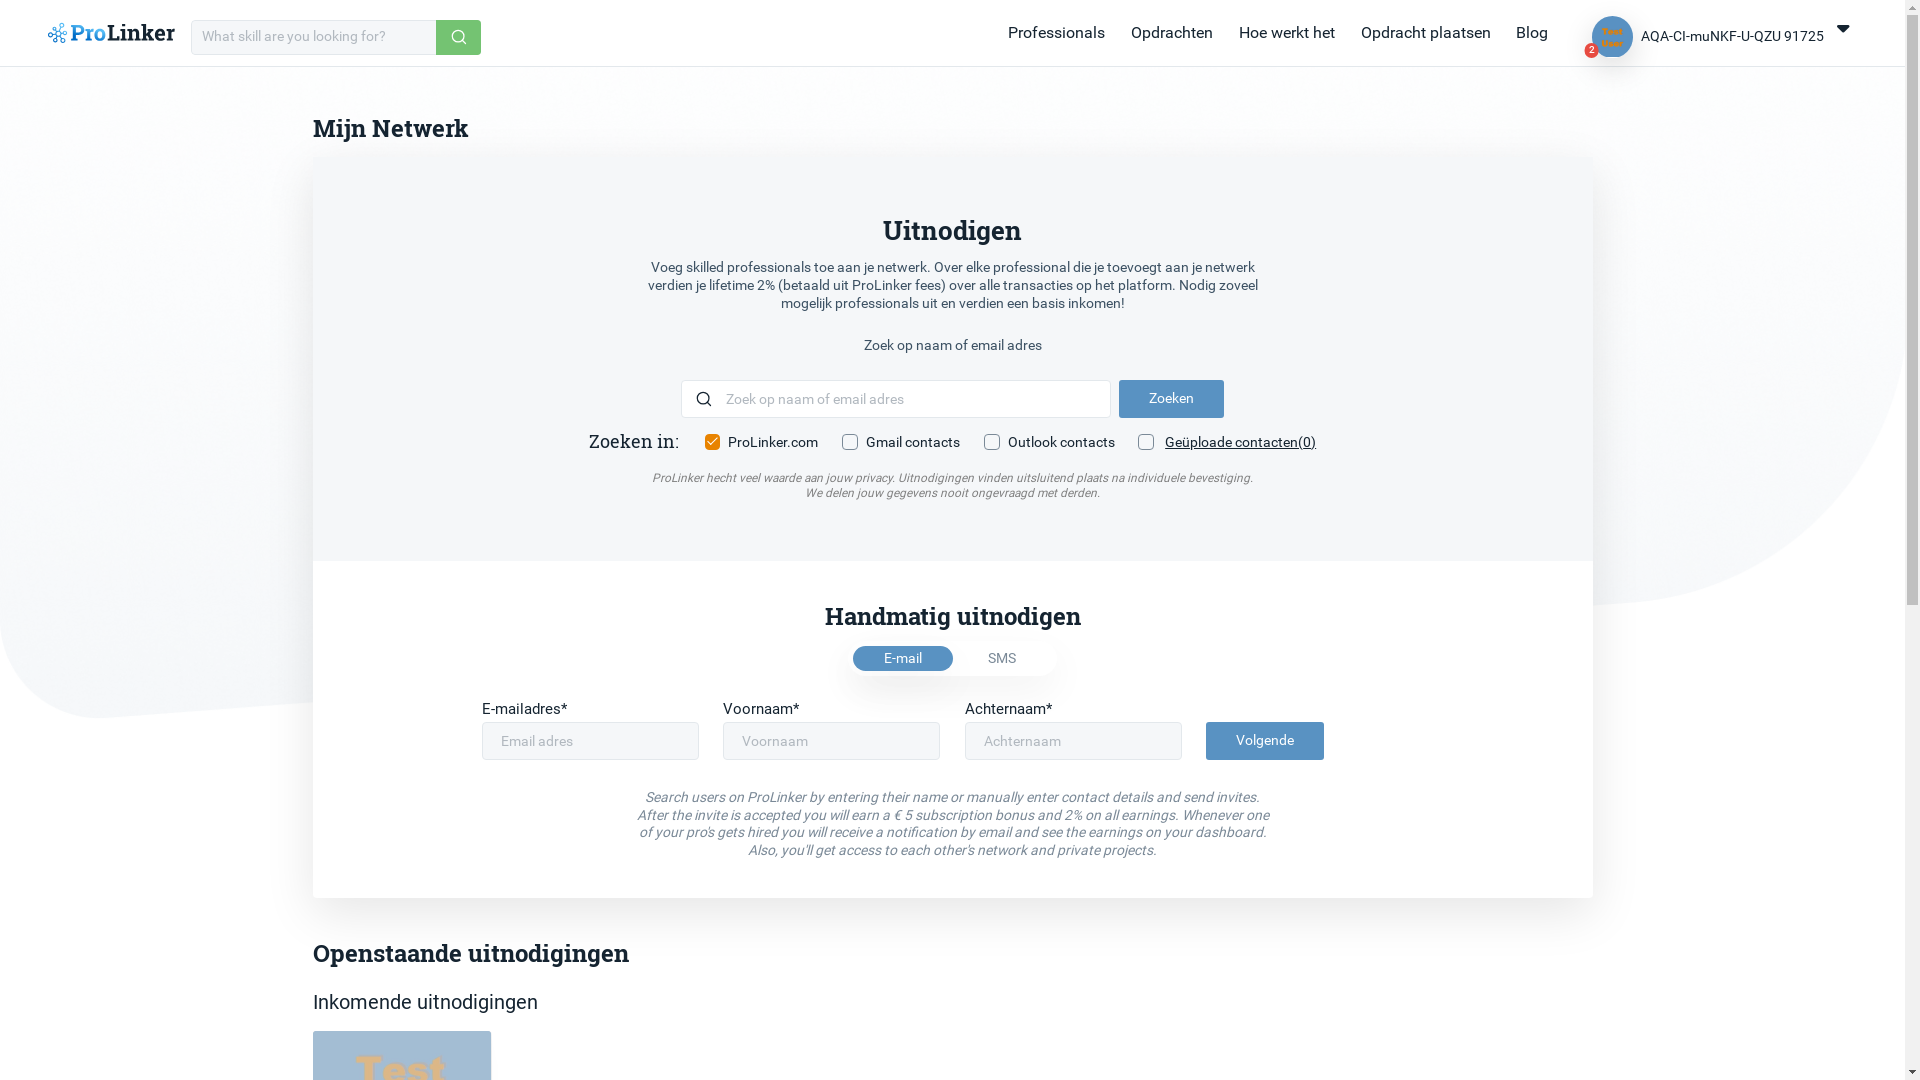 ProLinker
What skill are you looking for?
Professionals
Opdrachten
Hoe werkt het
Opdracht plaatsen
Blog
Test
User
2
AQA-CI-muNKF-U-QZU 91725
Mijn Netwerk
Uitnodigen
Voeg skilled professionals toe aan je netwerk. Over elke professional die je toevoegt aan je netwerk
verdien je lifetime 2% (betaald uit ProLinker fees) over alle transacties op het platform. Nodig zoveel
mogelijk professionals uit en verdien een basis inkomen!
Zoek op naam of email adres
Zoek op naam of email adres
Zoeken
Zoeken in:
ProLinker.com
Gmail contacts
Outlook contacts
Geüploade contacten(0)
ProLinker hecht veel waarde aan jouw privacy. Uitnodigingen vinden uitsluitend plaats na individuele bevestiging.
We delen jouw gegevens nooit ongevraagd met derden.
Handmatig uitnodigen
E-mail
SMS
E-mailadres*
Voornaam*
Achternaam*
Email adres
Voornaam
Achternaam
Volgende
Search users on ProLinker by entering their name or manually enter contact details and send invites.
After the invite is accepted you will earn a € 5 subscription bonus and 2% on all earnings. Whenever one
of your pro's gets hired you will receive a notification by email and see the earnings on your dashboard.
Also, you'll get access to each other's network and private projects.
Openstaande uitnodigingen
Inkomende uitnodigingen
Test